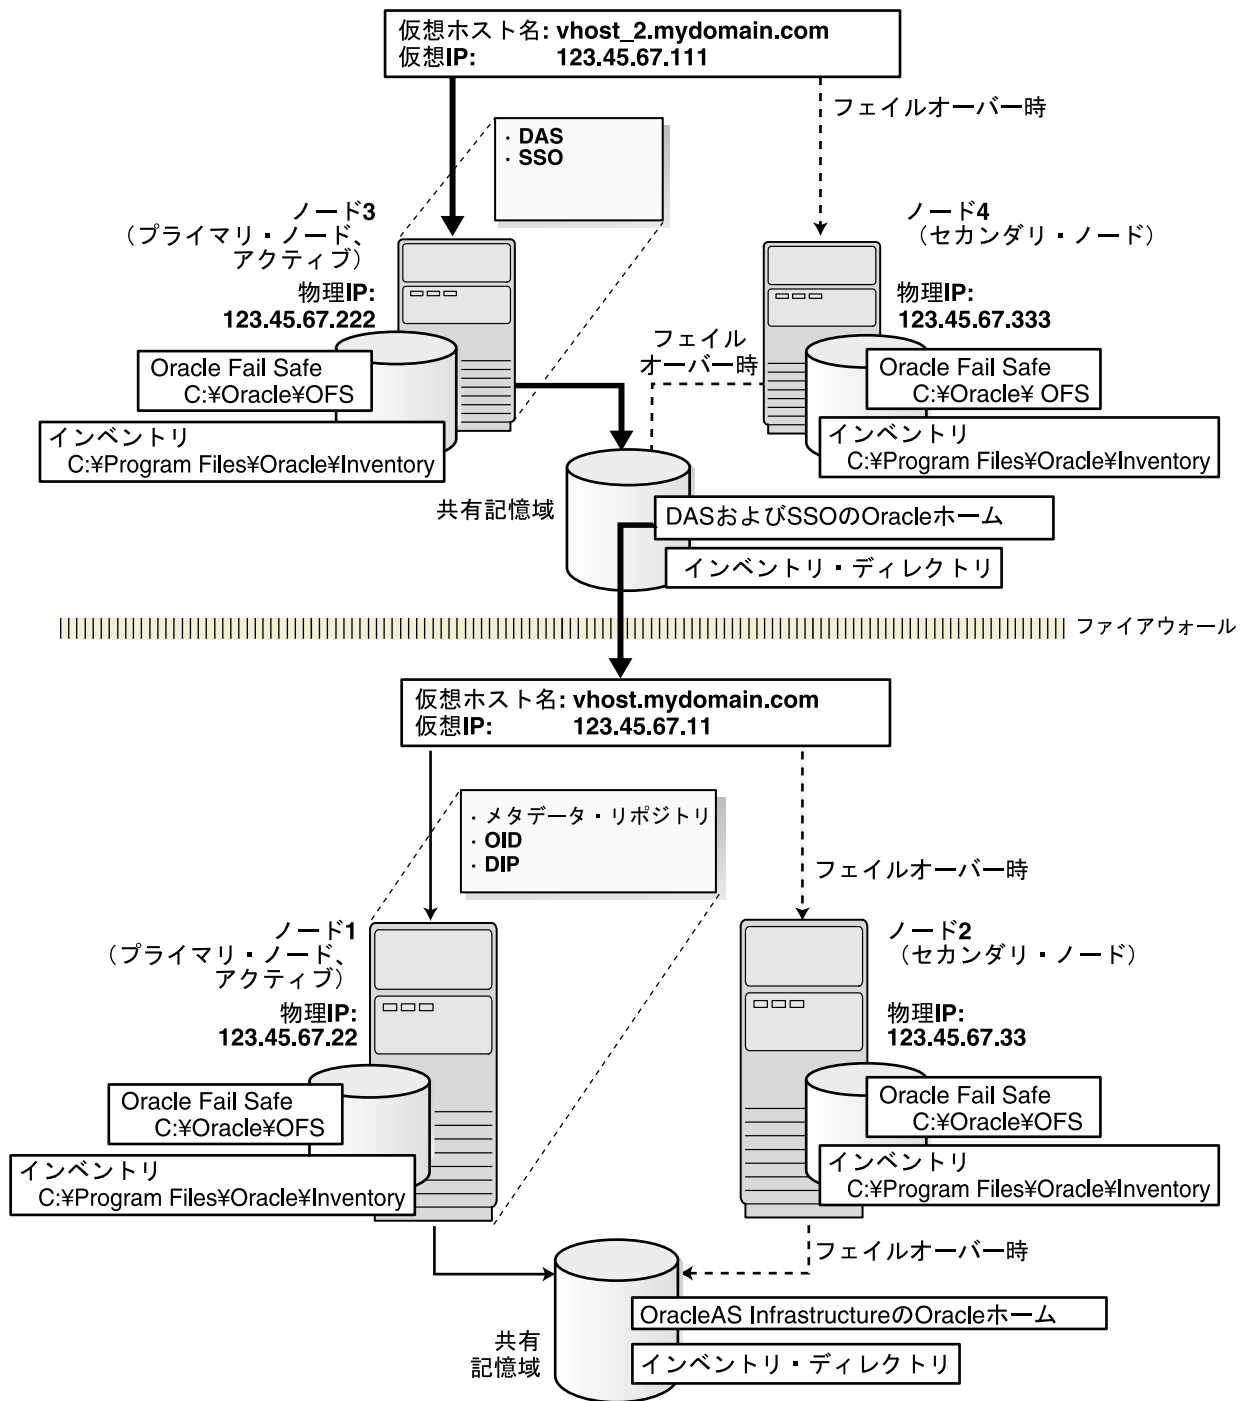 仮想ホスト名: vhost_2.mydomain.com
仮想IP: 123.45.67.111
フェイルオーバー時
・DAS
・SSO
ノード3
（プライマリ・ノード、
アクティブ）
物理IP:
123.45.67.222
ノード4
（セカンダリ・ノード）
物理IP:
123.45.67.333
フェイル
オーバー時
Oracle Fail Safe
C:¥Oracle¥OFS
インベントリ
C:¥Program Files¥Oracle¥Inventory
Oracle Fail Safe
C:¥Oracle¥ OFS
インベントリ
C:¥Program Files¥Oracle¥Inventory
共有記憶域
DASおよびSSOのOracleホーム
インベントリ・ディレクトリ
ファイアウォール
仮想ホスト名: vhost.mydomain.com
仮想IP: 123.45.67.11
・メタデータ・リポジトリ
・OID
・DIP
フェイルオーバー時
ノード1
（プライマリ・ノード、
アクティブ）
物理IP:
123.45.67.22
ノード2
（セカンダリ・ノード）
物理IP:
123.45.67.33
Oracle Fail Safe
C:¥Oracle¥OFS
インベントリ
C:¥Program Files¥Oracle¥Inventory
Oracle Fail Safe
C:¥Oracle¥OFS
インベントリ
C:¥Program Files¥Oracle¥Inventory
フェイルオーバー時
共有
記憶域
OracleAS InfrastructureのOracleホーム
インベントリ・ディレクトリ